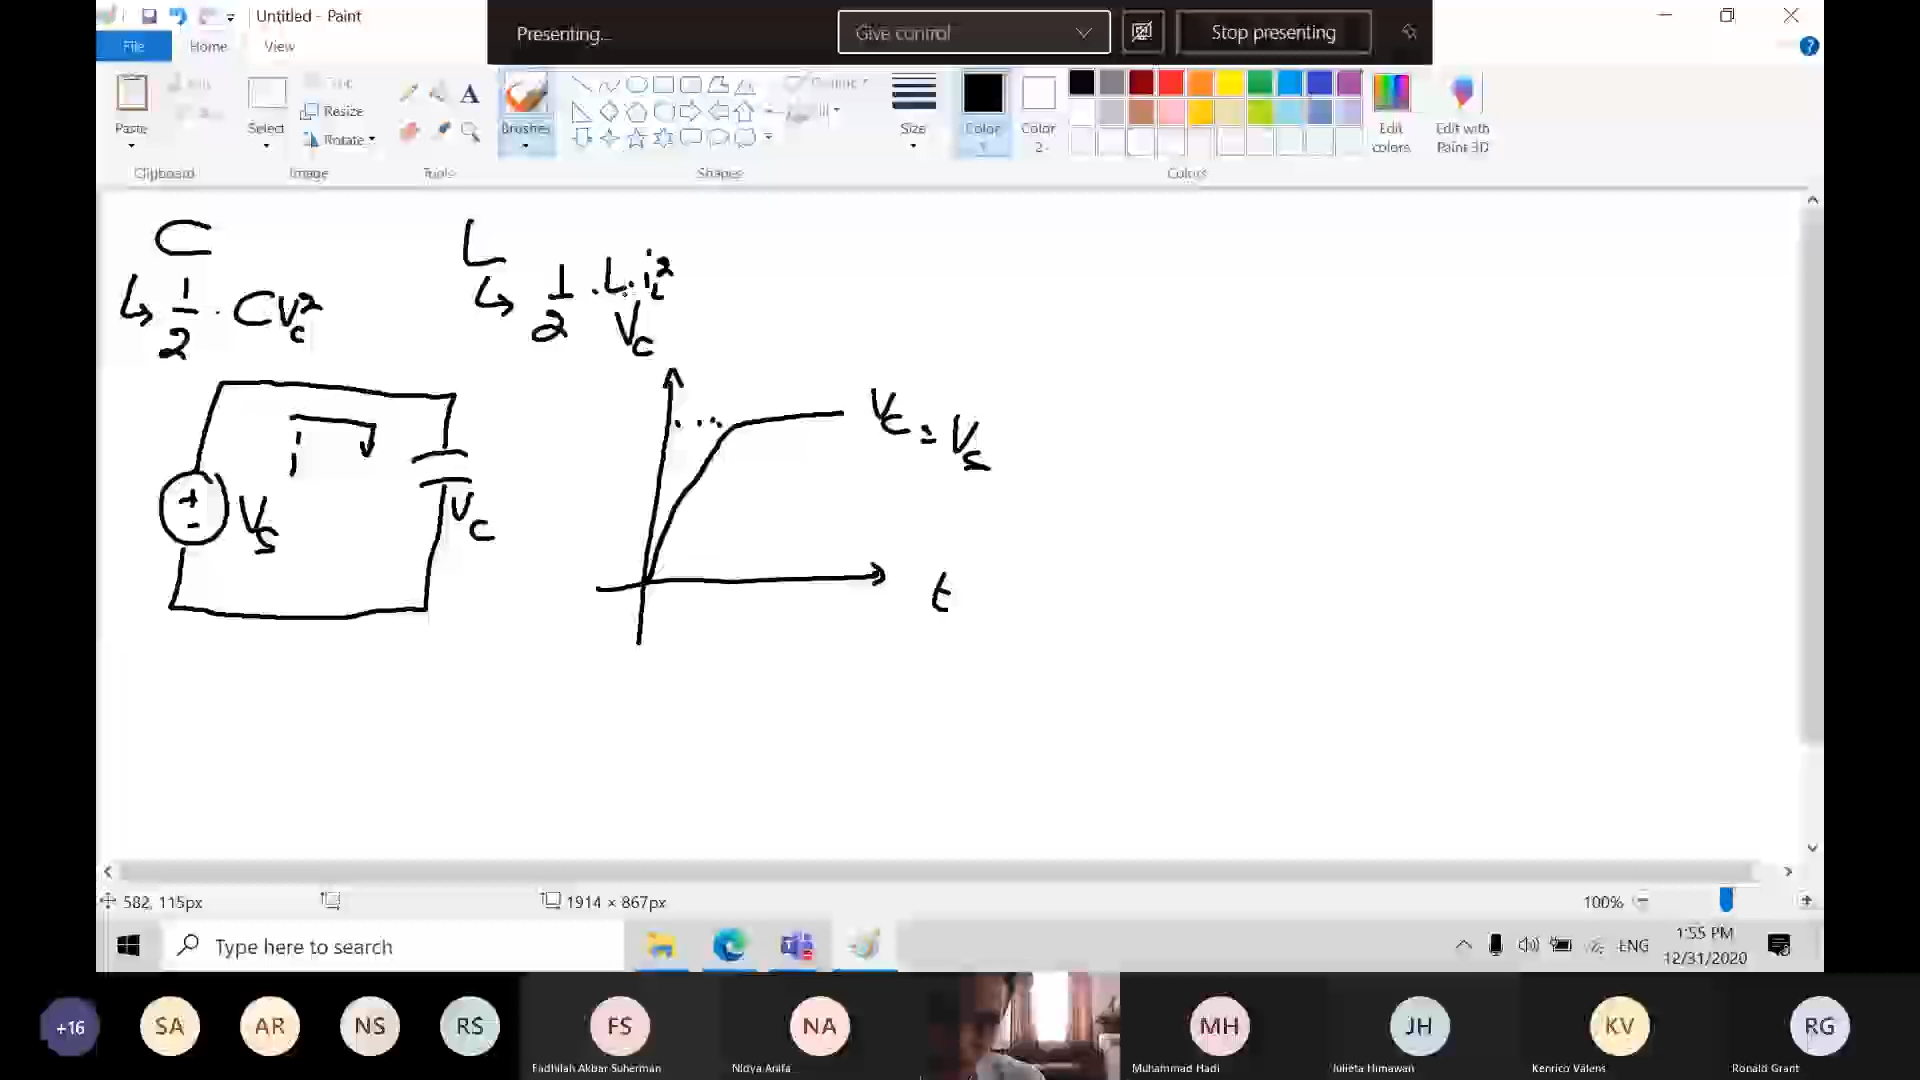 Untitled - Paint
Presenting...
Give control
Stop presenting
File
Home
View
Paste
Select
Resize
Rotate
Brushes
Size
Color
Color
2
Edit
colors
Edit with
Paint 3D
Clipboard
Image
Tools
Shapes
Colors
C
L
↳ 1/2 · CVc²
↳ 1/2 · L · iL²
Vc
Vc = Vs
+
-
Vs
Vc
t
582, 115px
1914 × 867px
100%
Type here to search
ENG
1:55 PM
12/31/2020
+16
SA
AR
NS
RS
FS
NA
MH
JH
KV
RG
Fadhilah Akbar Suherman
Nidya Anifa
Muhammad Hadi
Julieta Himawan
Kenrico Valens
Ronald Grant